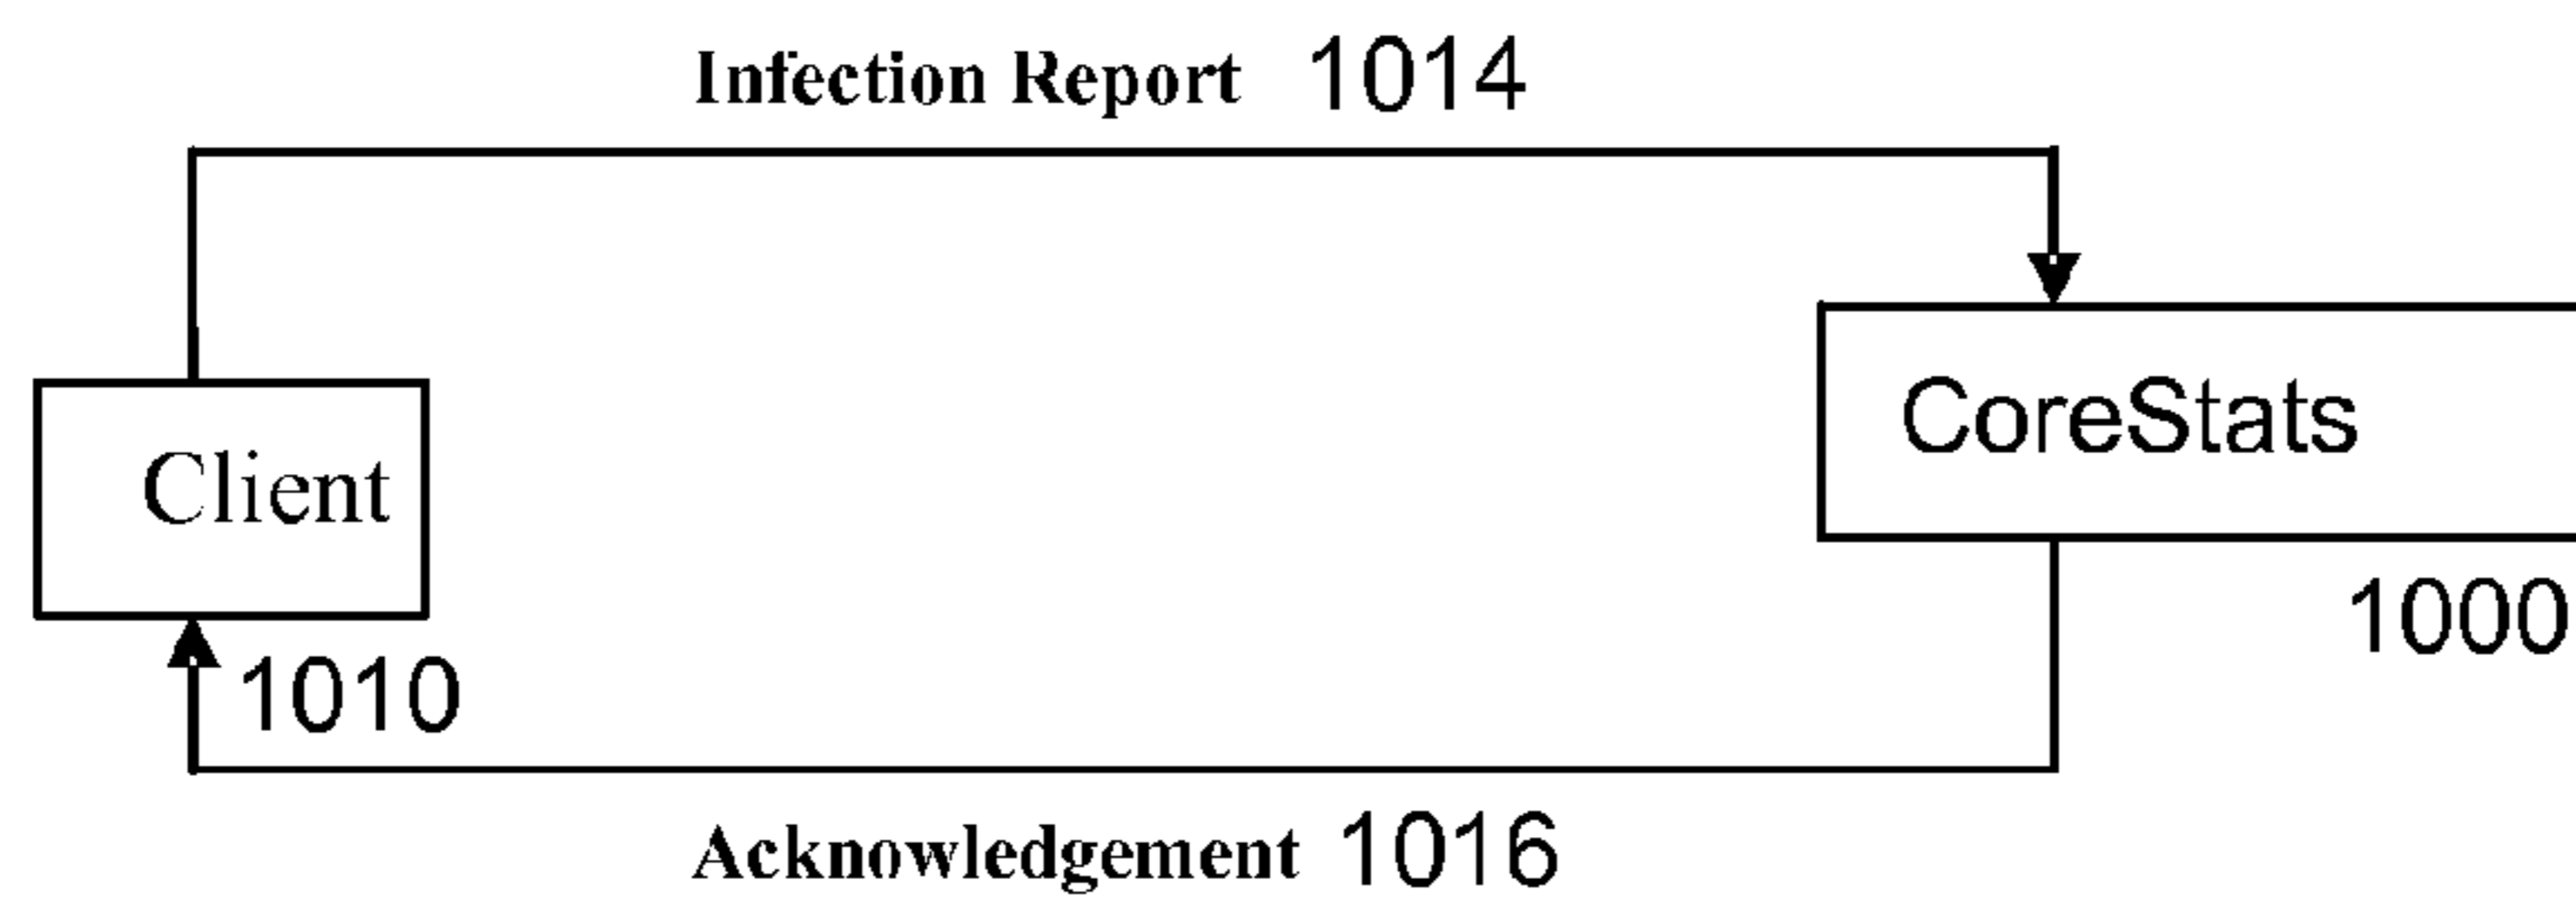 Infection Report 1014
CoreStats
Client
1000
1010
Acknowledgement 1016